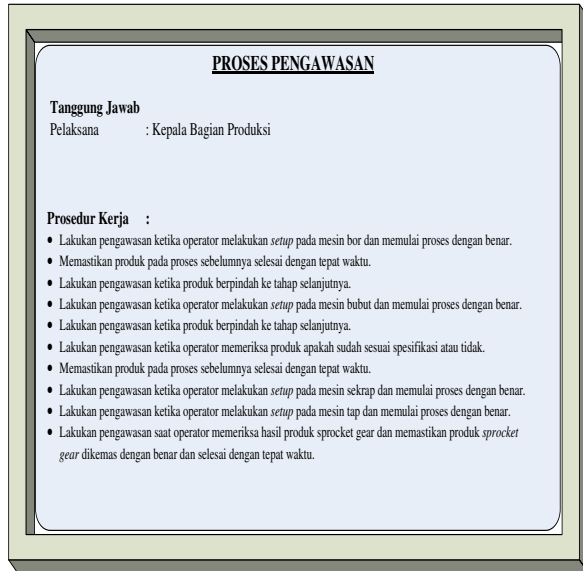 PROSES PENGAWASAN
Tanggung Jawab
Pelaksana : Kepala Bagian Produksi
Prosedur Kerja :
• Lakukan pengawasan ketika operator melakukan setup pada mesin bor dan memulai proses dengan benar.
• Memastikan produk pada proses sebelumnya selesai dengan tepat waktu.
• Lakukan pengawasan ketika produk berpindah ke tahap selanjutnya.
• Lakukan pengawasan ketika operator melakukan setup pada mesin bubut dan memulai proses dengan benar.
• Lakukan pengawasan ketika produk berpindah ke tahap selanjutnya.
• Lakukan pengawasan ketika operator memeriksa produk apakah sudah sesuai spesifikasi atau tidak.
• Memastikan produk pada proses sebelumnya selesai dengan tepat waktu.
• Lakukan pengawasan ketika operator melakukan setup pada mesin sekrap dan memulai proses dengan benar.
• Lakukan pengawasan ketika operator melakukan setup pada mesin tap dan memulai proses dengan benar.
• Lakukan pengawasan saat operator memeriksa hasil produk sprocket gear dan memastikan produk sprocket
gear dikemas dengan benar dan selesai dengan tepat waktu.